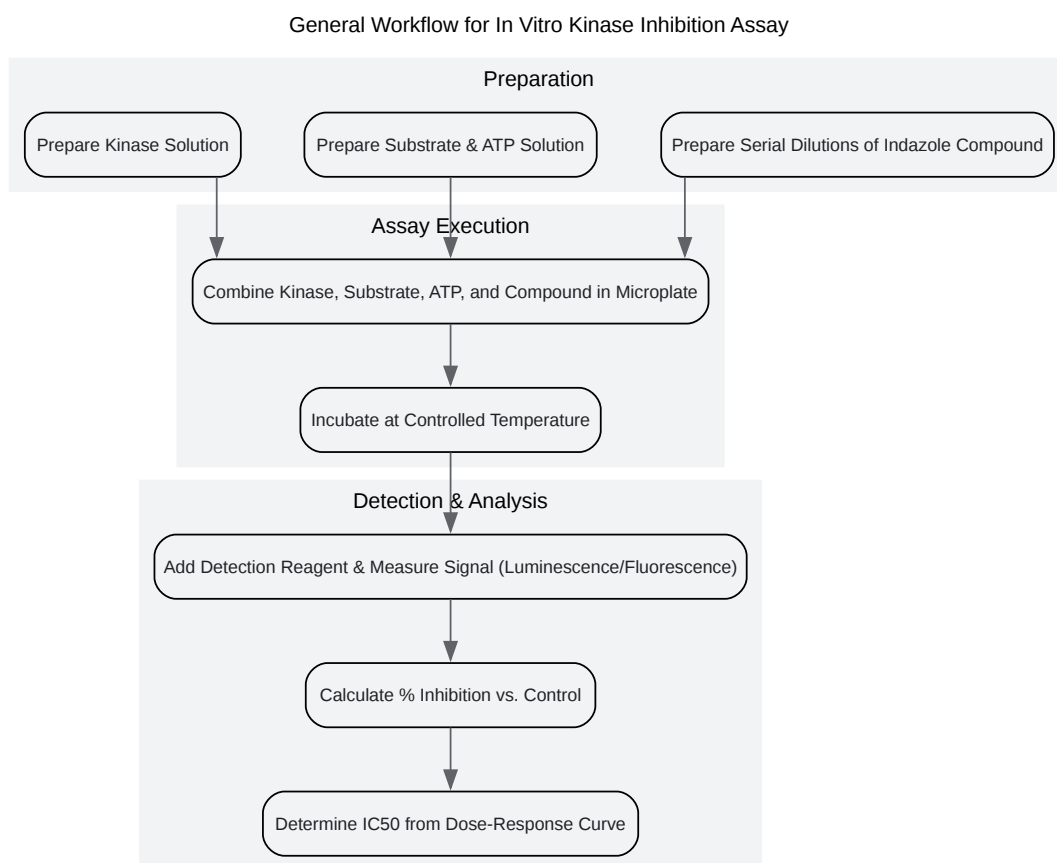 General Workflow for In Vitro Kinase Inhibition Assay
Preparation
Prepare Kinase Solution
Prepare Substrate & ATP Solution
Prepare Serial Dilutions of Indazole Compound
Assay Execution
Combine Kinase, Substrate, ATP, and Compound in Microplate
Incubate at Controlled Temperature
Detection & Analysis
Add Detection Reagent & Measure Signal (Luminescence/Fluorescence)
Calculate % Inhibition vs. Control
Determine IC50 from Dose-Response Curve